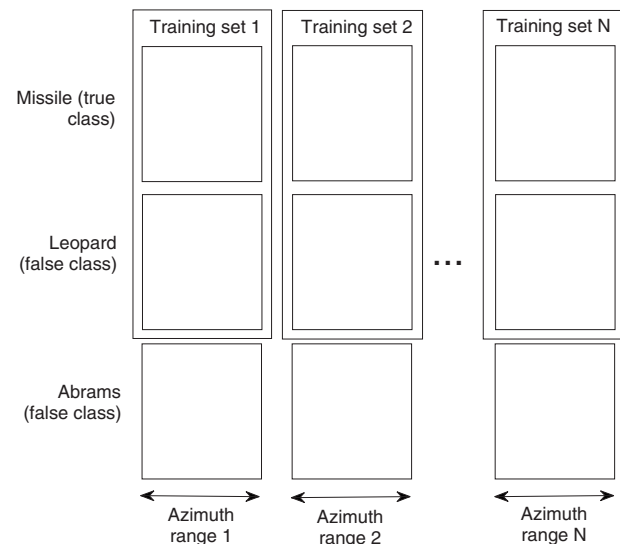 Training set 1
Training set 2
Training set N
Missile (true
class)
Leopard
(false class)
...
Abrams
(false class)
Azimuth
range 1
Azimuth
range 2
Azimuth
range N